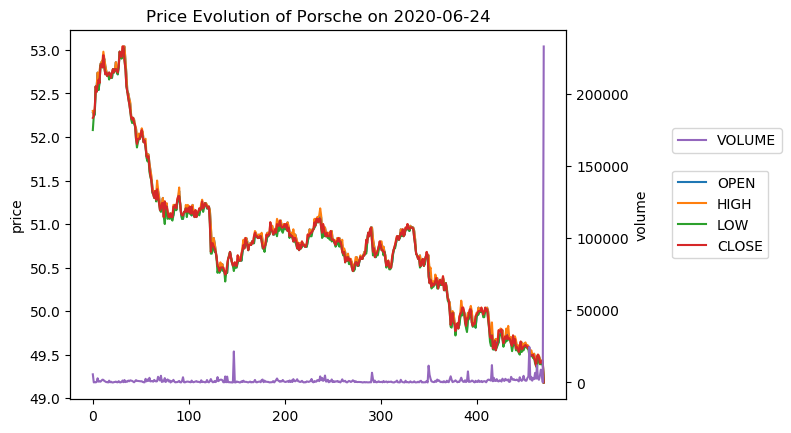 Price Evolution of Porsche on 2020-06-24
53.0
52.5
52.0
51.5
51.0
50.5
50.0
49.5
49.0
price
0
100
200
300
400
200000
150000
100000
50000
0
volume
VOLUME
OPEN
HIGH
LOW
CLOSE